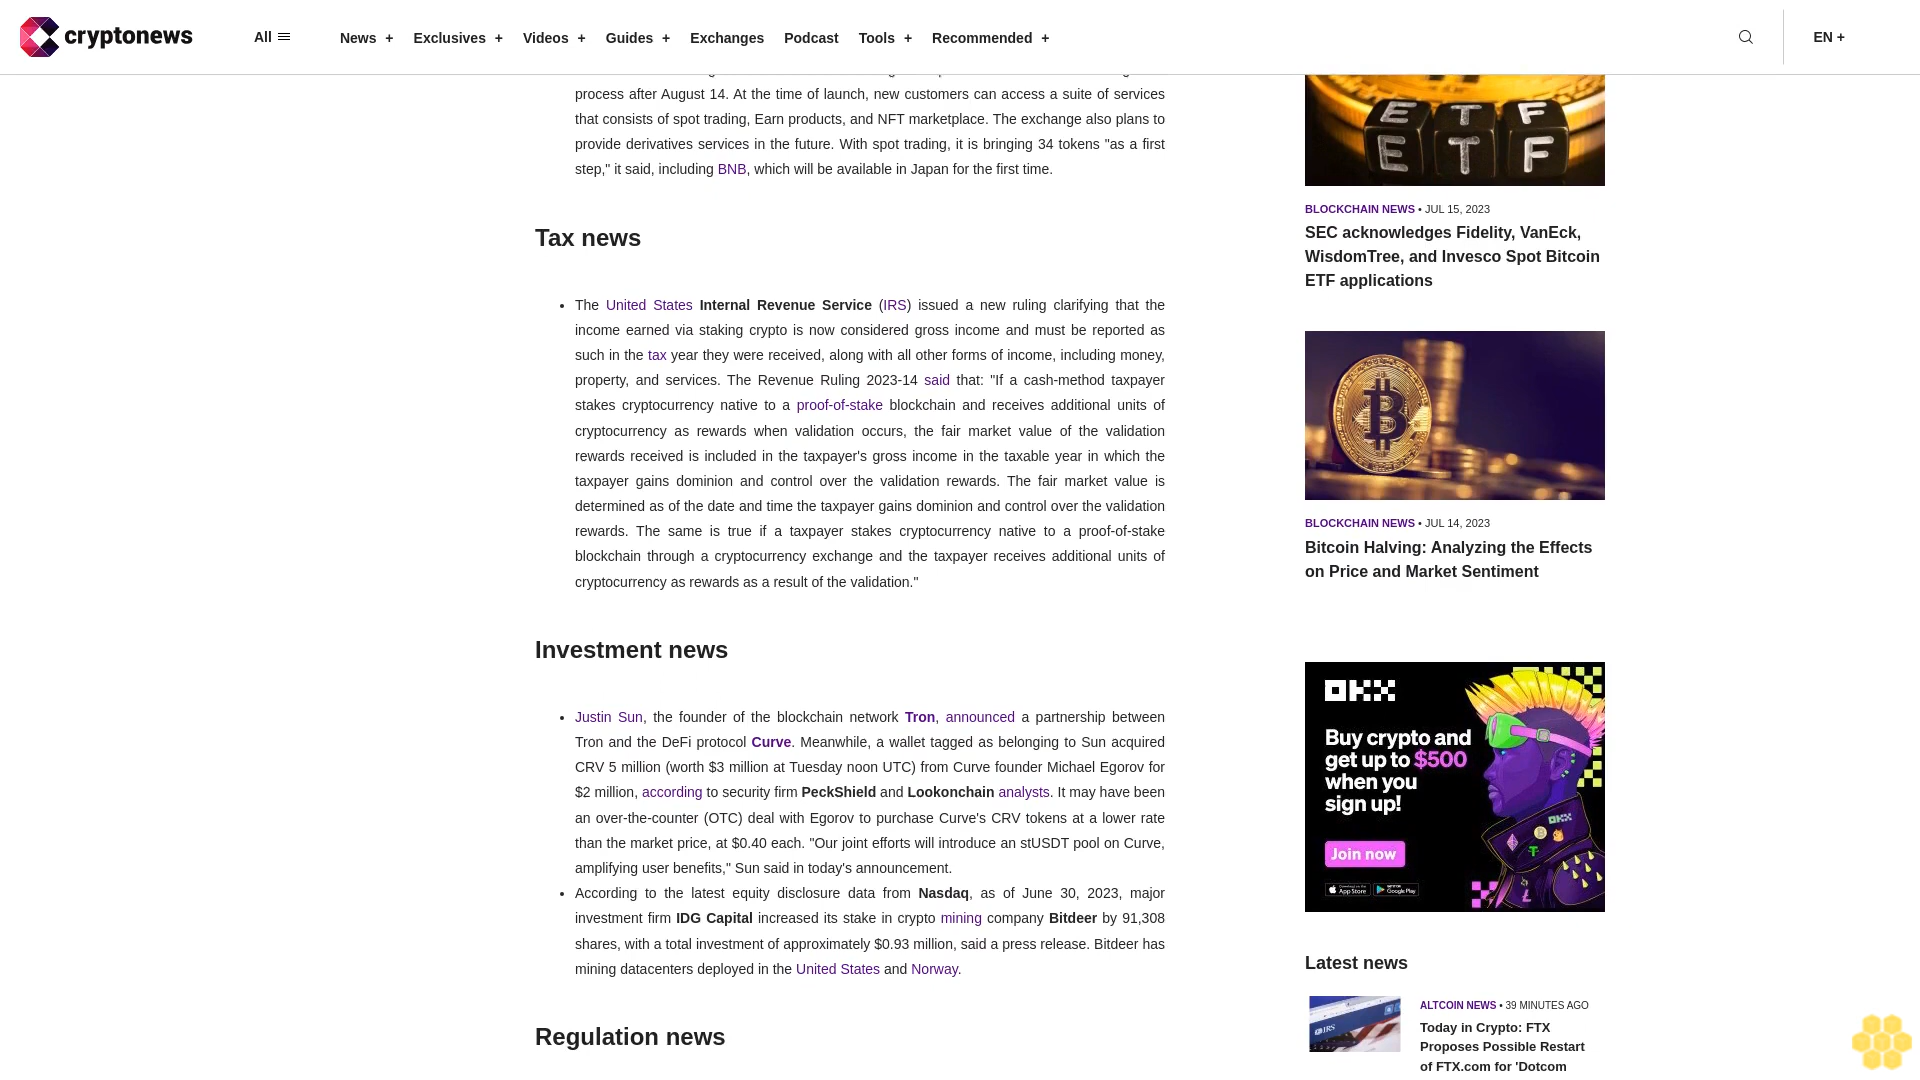 cryptonews
All
News +
Exclusives +
Videos +
Guides +
Exchanges
Podcast
Tools +
Recommended +
EN +
process after August 14. At the time of launch, new customers can access a suite of services
that consists of spot trading, Earn products, and NFT marketplace. The exchange also plans to
provide derivatives services in the future. With spot trading, it is bringing 34 tokens "as a first
step," it said, including BNB, which will be available in Japan for the first time.
Tax news
• The United States Internal Revenue Service (IRS) issued a new ruling clarifying that the
income earned via staking crypto is now considered gross income and must be reported as
such in the tax year they were received, along with all other forms of income, including money,
property, and services. The Revenue Ruling 2023-14 said that: "If a cash-method taxpayer
stakes cryptocurrency native to a proof-of-stake blockchain and receives additional units of
cryptocurrency as rewards when validation occurs, the fair market value of the validation
rewards received is included in the taxpayer's gross income in the taxable year in which the
taxpayer gains dominion and control over the validation rewards. The fair market value is
determined as of the date and time the taxpayer gains dominion and control over the validation
rewards. The same is true if a taxpayer stakes cryptocurrency native to a proof-of-stake
blockchain through a cryptocurrency exchange and the taxpayer receives additional units of
cryptocurrency as rewards as a result of the validation."
Investment news
• Justin Sun, the founder of the blockchain network Tron, announced a partnership between
Tron and the DeFi protocol Curve. Meanwhile, a wallet tagged as belonging to Sun acquired
CRV 5 million (worth $3 million at Tuesday noon UTC) from Curve founder Michael Egorov for
$2 million, according to security firm PeckShield and Lookonchain analysts. It may have been
an over-the-counter (OTC) deal with Egorov to purchase Curve's CRV tokens at a lower rate
than the market price, at $0.40 each. "Our joint efforts will introduce an stUSDT pool on Curve,
amplifying user benefits," Sun said in today's announcement.
• According to the latest equity disclosure data from Nasdaq, as of June 30, 2023, major
investment firm IDG Capital increased its stake in crypto mining company Bitdeer by 91,308
shares, with a total investment of approximately $0.93 million, said a press release. Bitdeer has
mining datacenters deployed in the United States and Norway.
Regulation news
ETF
ETF
BLOCKCHAIN NEWS • JUL 15, 2023
SEC acknowledges Fidelity, VanEck,
WisdomTree, and Invesco Spot Bitcoin
ETF applications
BLOCKCHAIN NEWS • JUL 14, 2023
Bitcoin Halving: Analyzing the Effects
on Price and Market Sentiment
OKX
Buy crypto and
get up to $500
when you
sign up!
OKX
Join now
App Store
Google Play
Latest news
IRS
ALTCOIN NEWS • 39 MINUTES AGO
Today in Crypto: FTX
Proposes Possible Restart
of FTX.com for 'Dotcom